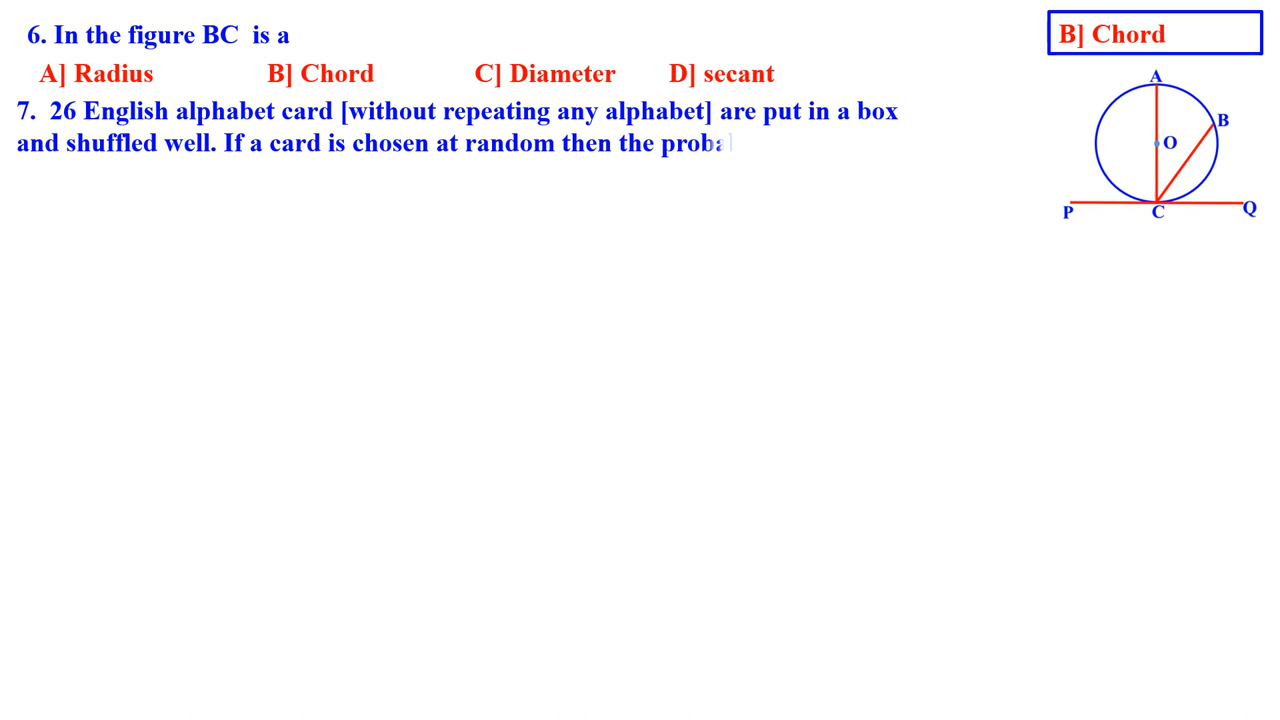 6. In the figure BC is a
B] Chord
A] Radius B] Chord C] Diameter D] secant
7. 26 English alphabet card [without repeating any alphabet] are put in a box
and shuffled well. If a card is chosen at random then the
A
B
O
P
C
Q